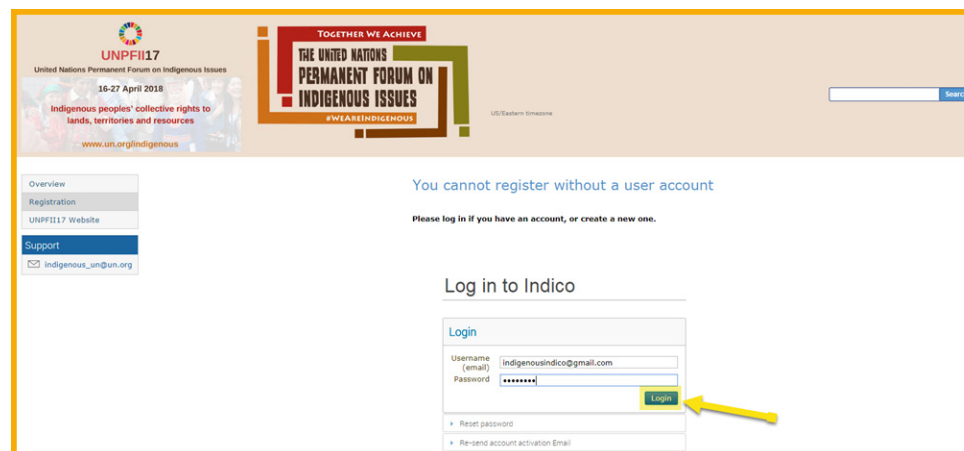 UNPFII17
United Nations Permanent Forum on Indigenous Issues
16-27 April 2018
Indigenous peoples' collective rights to
lands, territories and resources
www.un.org/indigenous
TOGETHER WE ACHIEVE
THE UNITED NATIONS
PERMANENT FORUM ON
INDIGENOUS ISSUES
#WEAREINDIGENOUS
US/Eastern timezone
Searc
Overview
Registration
UNPFII17 Website
Support
indigenous_un@un.org
You cannot register without a user account
Please log in if you have an account, or create a new one.
Log in to Indico
Login
Username
(email)
indigenousindico@gmail.com
Password
••••••••
Login
Reset password
Re-send account activation Email